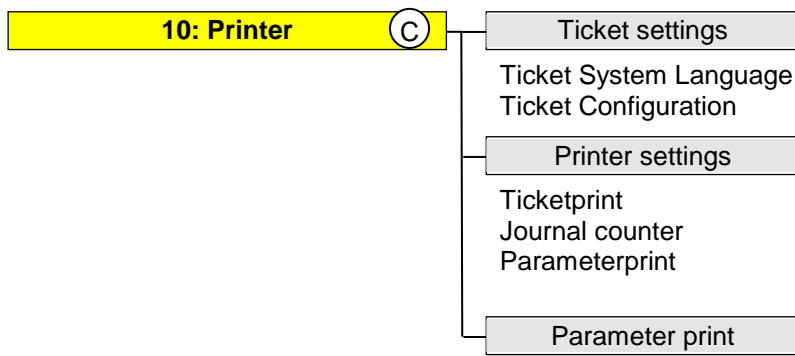 10: Printer
C
Ticket settings
Ticket System Language
Ticket Configuration
Printer settings
Ticketprint
Journal counter
Parameterprint
Parameter print